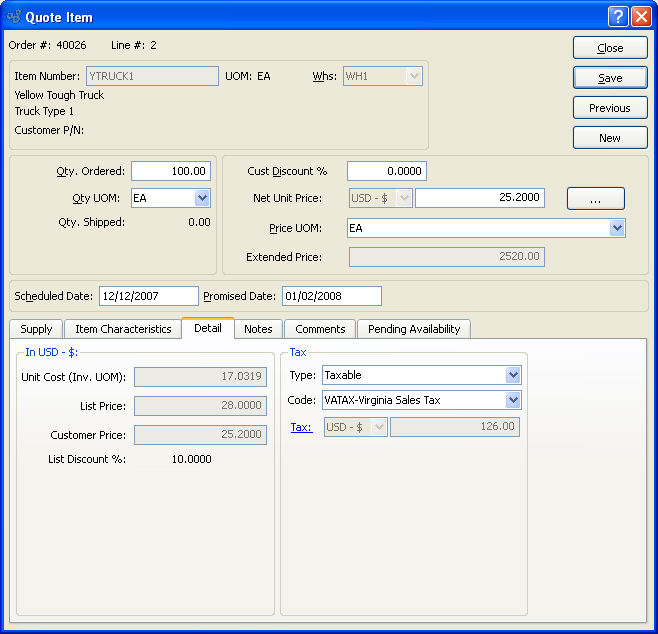 Quote Item
Order #: 40026 Line #: 2
Close
Item Number: YTRUCK1 UOM: EA Whs: WH1
Save
Yellow Tough Truck
Truck Type 1
Previous
Customer P/N:
New
Qty. Ordered: 100.00 Cust Discount % 0.0000
Qty UOM: EA Net Unit Price: USD - $ 25.2000 ...
Qty. Shipped: 0.00 Price UOM: EA
Extended Price: 2520.00
Scheduled Date: 12/12/2007 Promised Date: 01/02/2008
Supply Item Characteristics Detail Notes Comments Pending Availability
In USD - $: Tax
Unit Cost (Inv. UOM): 17.0319 Type: Taxable
List Price: 28.0000 Code: VATAX-Virginia Sales Tax
Customer Price: 25.2000 Tax: USD - $ 126.00
List Discount %: 10.0000